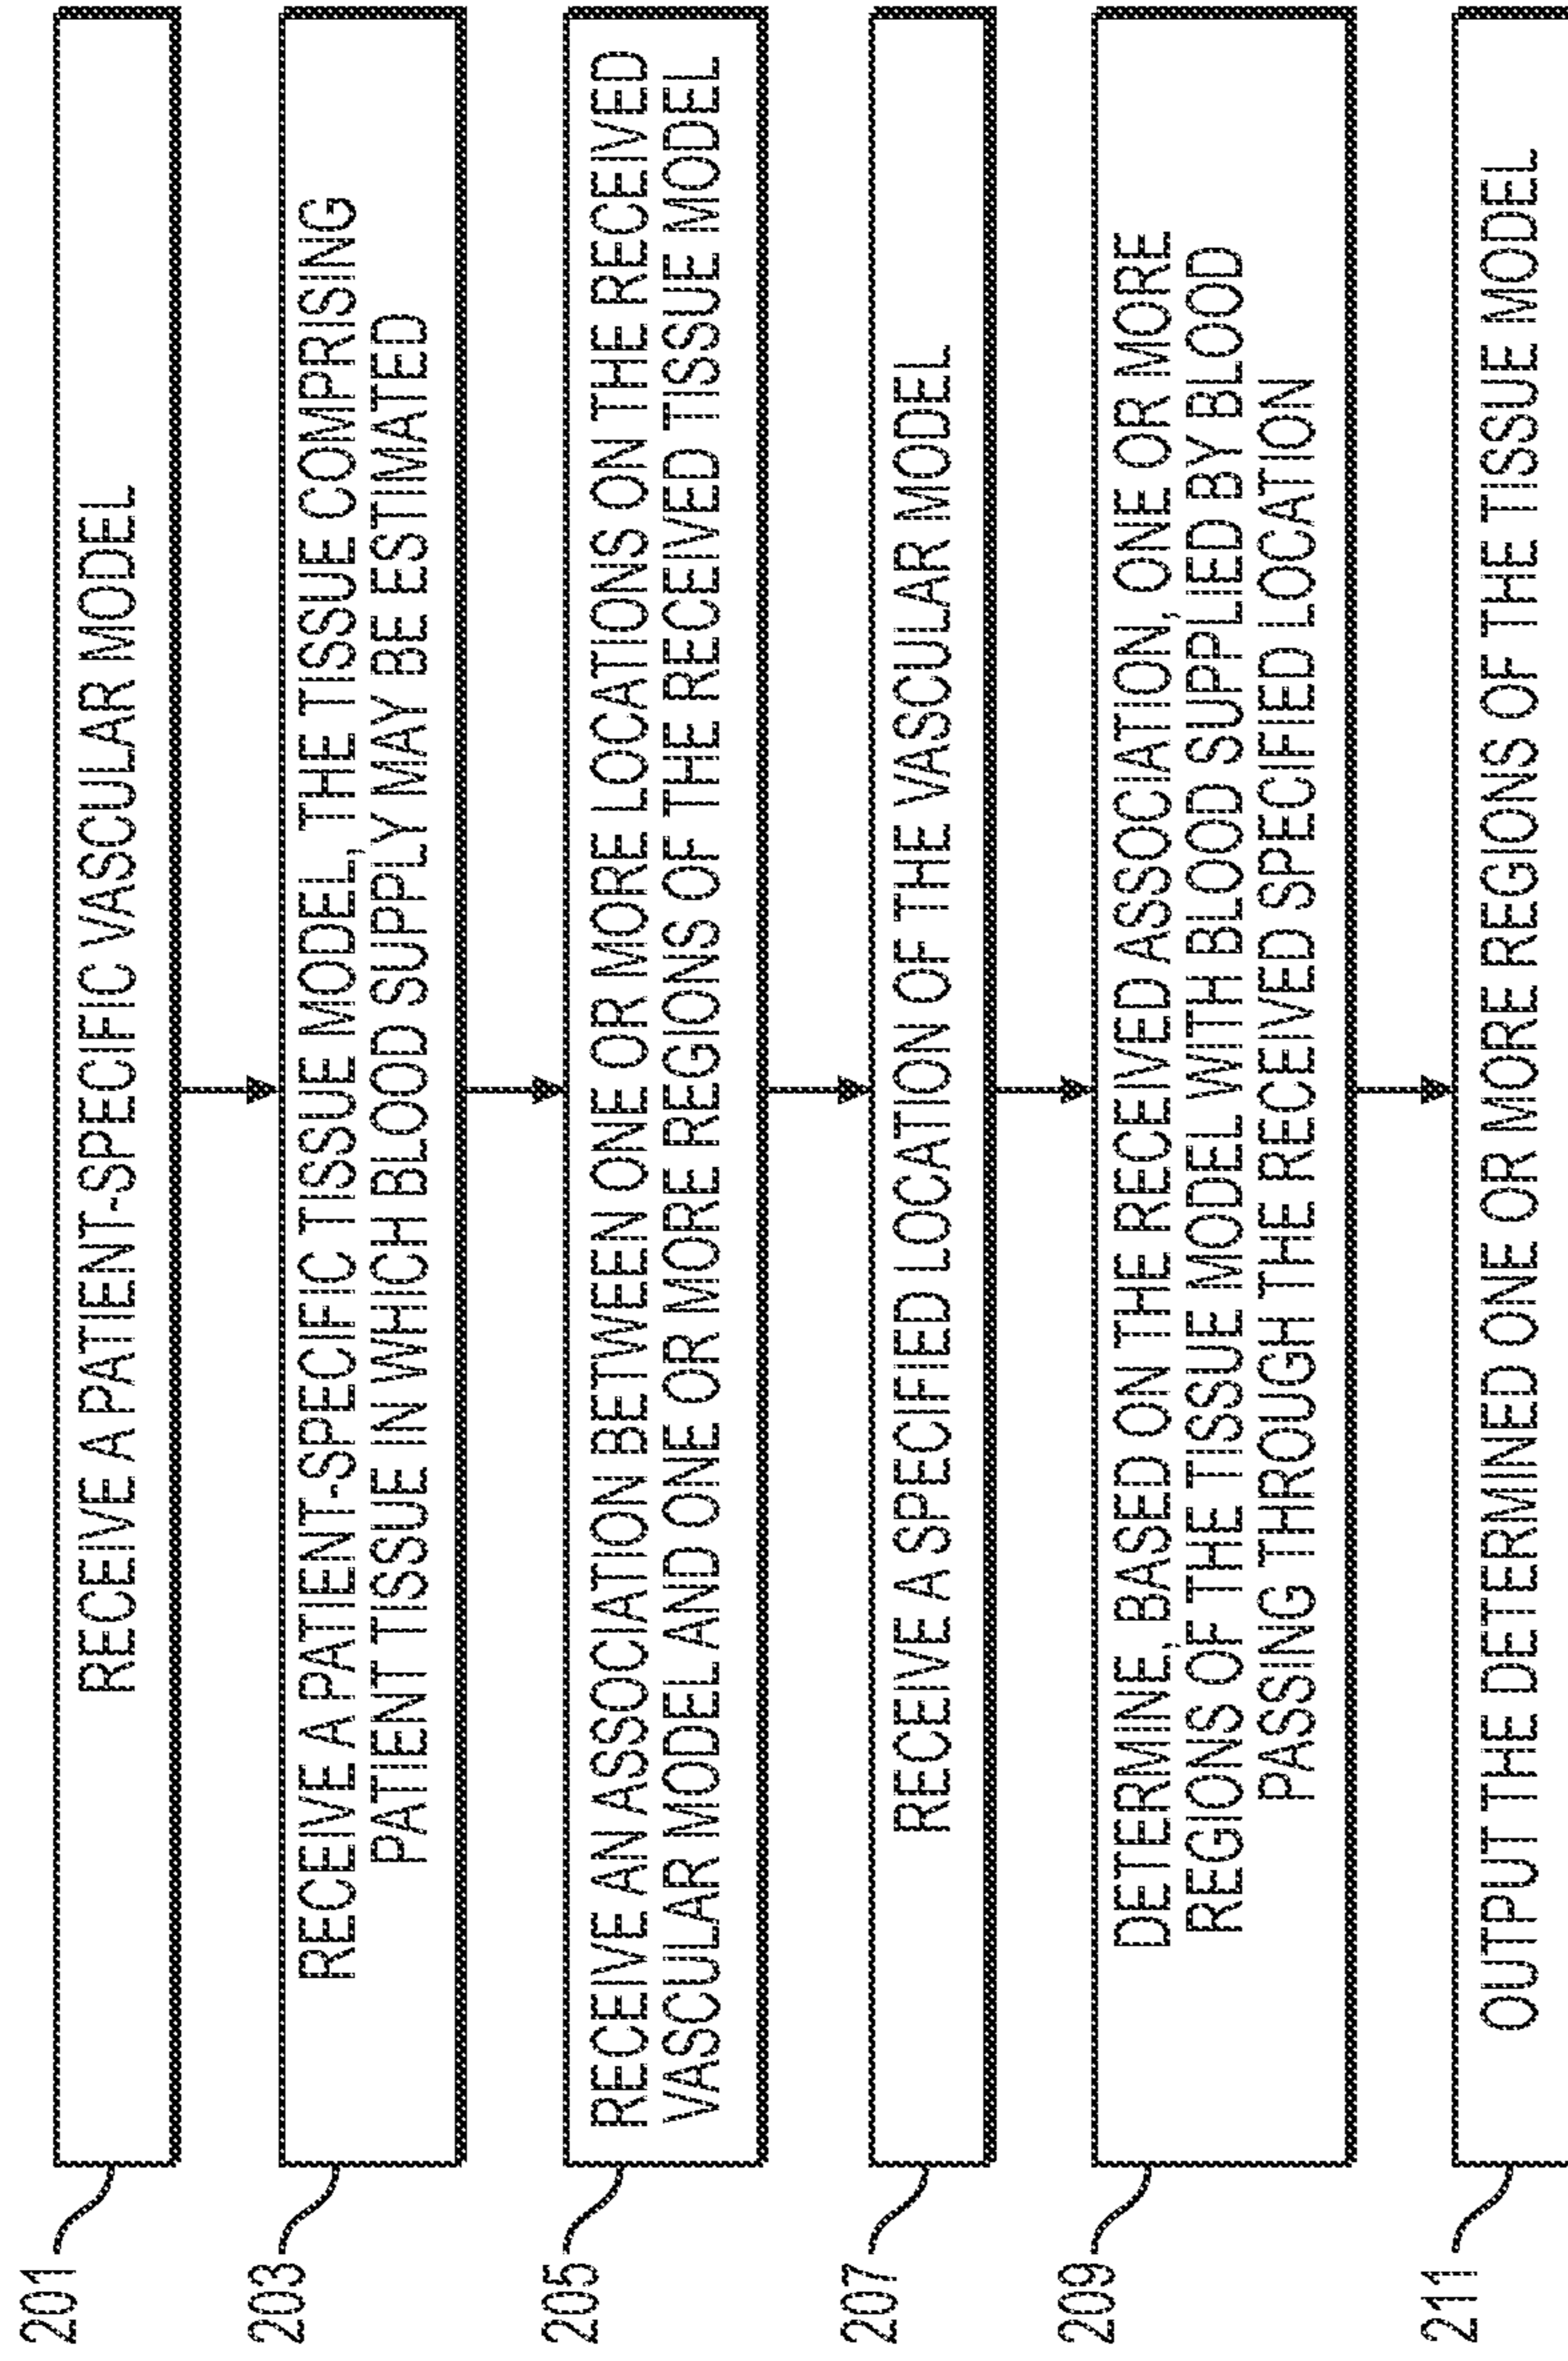 201
RECEIVE A PATIENT-SPECIFIC VASCULAR MODEL
203
RECEIVE A PATIENT-SPECIFIC TISSUE MODEL, THE TISSUE COMPRISING
PATIENT TISSUE IN WHICH BLOOD SUPPLY MAY BE ESTIMATED
205
RECEIVE AN ASSOCIATION BETWEEN ONE OR MORE LOCATIONS ON THE RECEIVED
VASCULAR MODEL AND ONE OR MORE REGIONS OF THE RECEIVED TISSUE MODEL
207
RECEIVE A SPECIFIED LOCATION OF THE VASCULAR MODEL
209
DETERMINE, BASED ON THE RECEIVED ASSOCIATION, ONE OR MORE
REGIONS OF THE TISSUE MODEL WITH BLOOD SUPPLIED BY BLOOD
PASSING THROUGH THE RECEIVED SPECIFIED LOCATION
211
OUTPUT THE DETERMINED ONE OR MORE REGIONS OF THE TISSUE MODEL